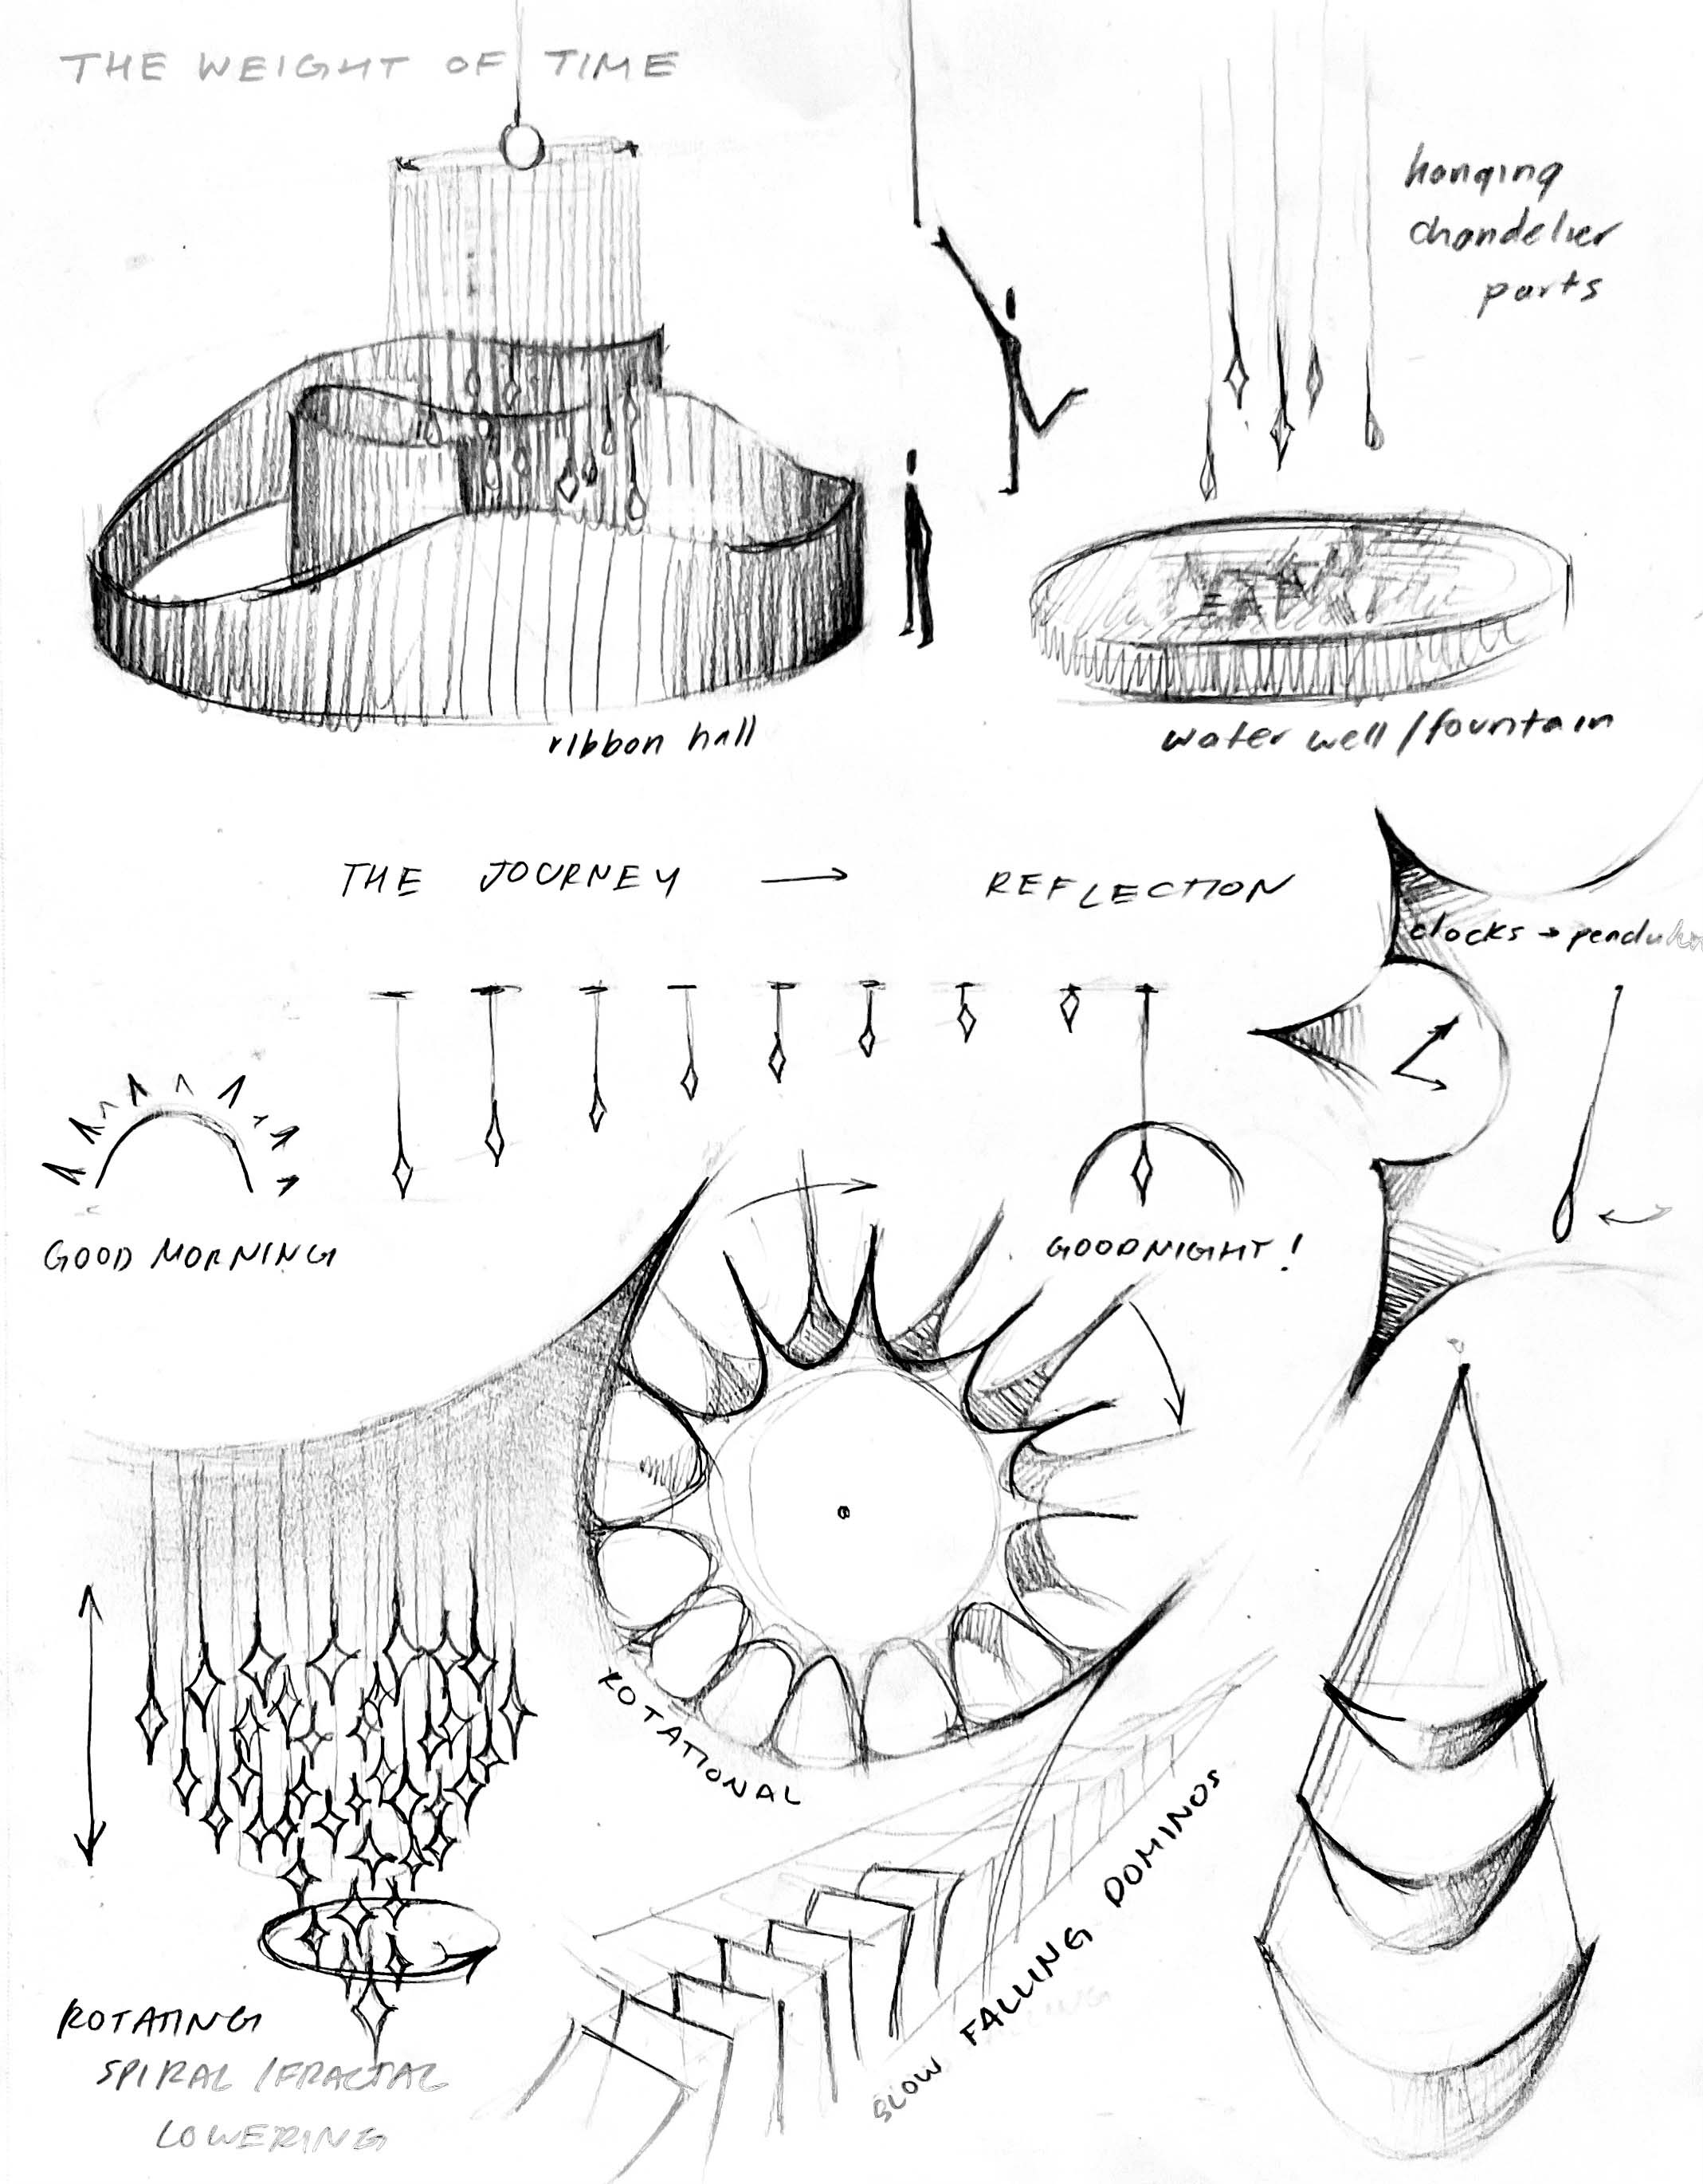 THE WEIGHT OF TIME
hanging
chandelier
parts
ribbon hall
water well / fountain
THE JOURNEY → REFLECTION
clocks → pendulum
GOOD MORNING
GOODNIGHT!
ROTATIONAL
SLOW FALLING DOMINOS
ROTATING
SPIRAL / FRACTAL
LOWERING